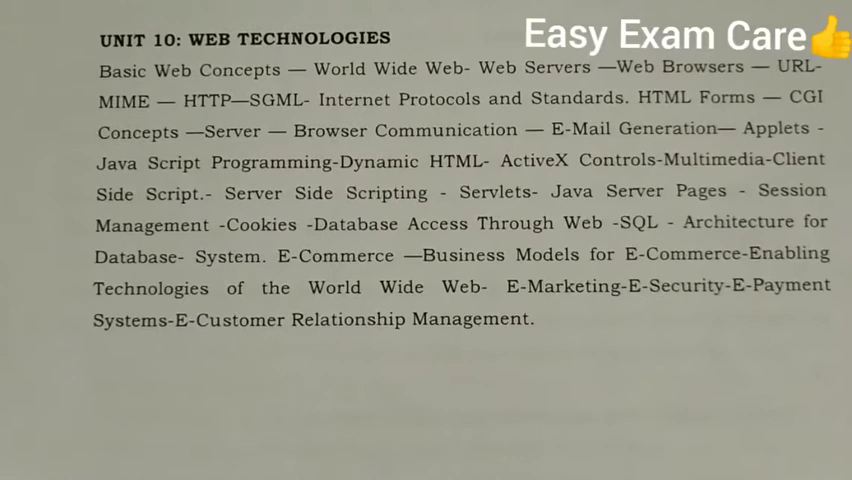 UNIT 10: WEB TECHNOLOGIES
Easy Exam Care👍
Basic Web Concepts — World Wide Web- Web Servers —Web Browsers — URL-
MIME — HTTP—SGML- Internet Protocols and Standards. HTML Forms — CGI
Concepts —Server — Browser Communication — E-Mail Generation— Applets -
Java Script Programming-Dynamic HTML- ActiveX Controls-Multimedia-Client
Side Script.- Server Side Scripting - Servlets- Java Server Pages - Session
Management -Cookies -Database Access Through Web -SQL - Architecture for
Database- System. E-Commerce —Business Models for E-Commerce-Enabling
Technologies of the World Wide Web- E-Marketing-E-Security-E-Payment
Systems-E-Customer Relationship Management.